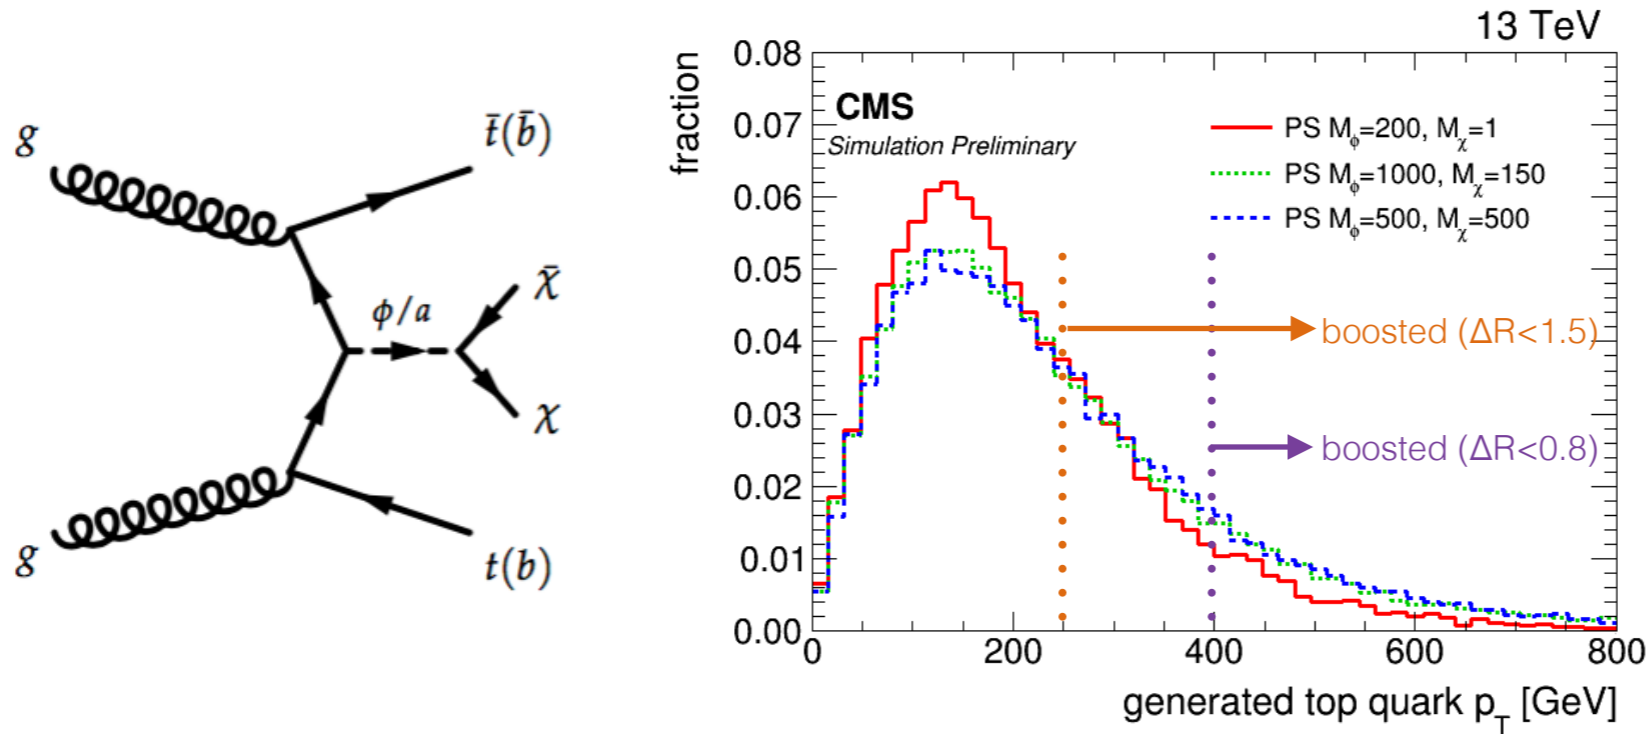 g
t̄(b̄)
χ̄
ϕ/a
χ
g
t(b)
13 TeV
CMS
Simulation Preliminary
PS Mϕ=200, Mχ=1
PS Mϕ=1000, Mχ=150
PS Mϕ=500, Mχ=500
boosted (ΔR<1.5)
boosted (ΔR<0.8)
fraction
0.08
0.07
0.06
0.05
0.04
0.03
0.02
0.01
0.00
0 200 400 600 800
generated top quark pT [GeV]